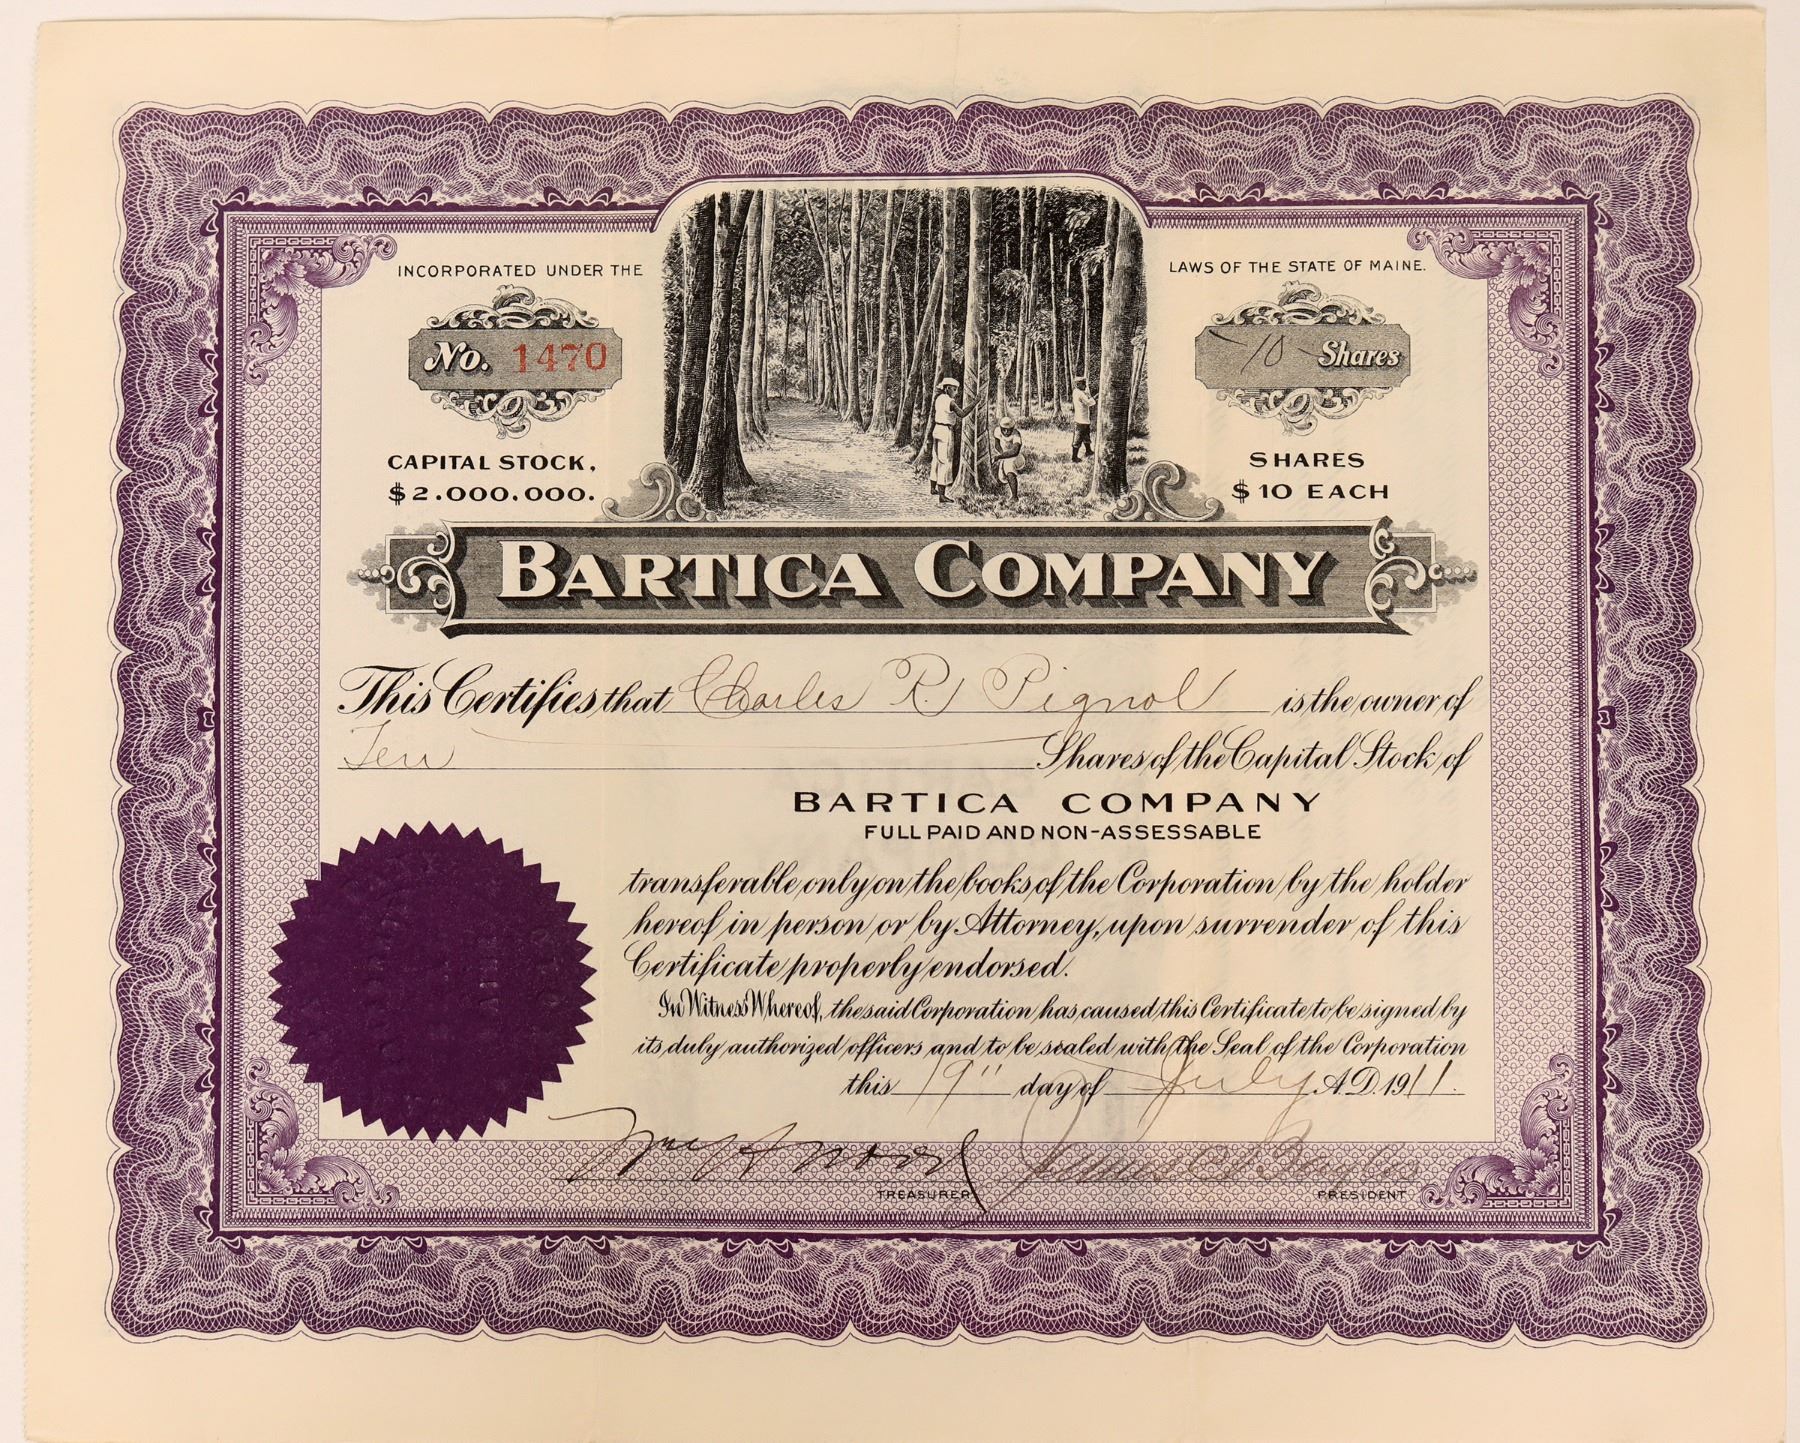 INCORPORATED UNDER THE LAWS OF THE STATE OF MAINE.
No. 1470
10 Shares
CAPITAL STOCK,
$2.000.000.
SHARES
$10 EACH
BARTICA COMPANY
This Certifies that Charles R. Pignol is the owner of
Ten Shares of the Capital Stock of
BARTICA COMPANY
FULL PAID AND NON-ASSESSABLE
transferable only on the books of the Corporation by the holder
hereof in person or by Attorney, upon surrender of this
Certificate properly endorsed.
In Witness Whereof, the said Corporation has caused this Certificate to be signed by
its duly authorized officers and to be sealed with the Seal of the Corporation
this 19" day of July A.D. 1911.
Wm H Wood
TREASURER
James
PRESIDENT